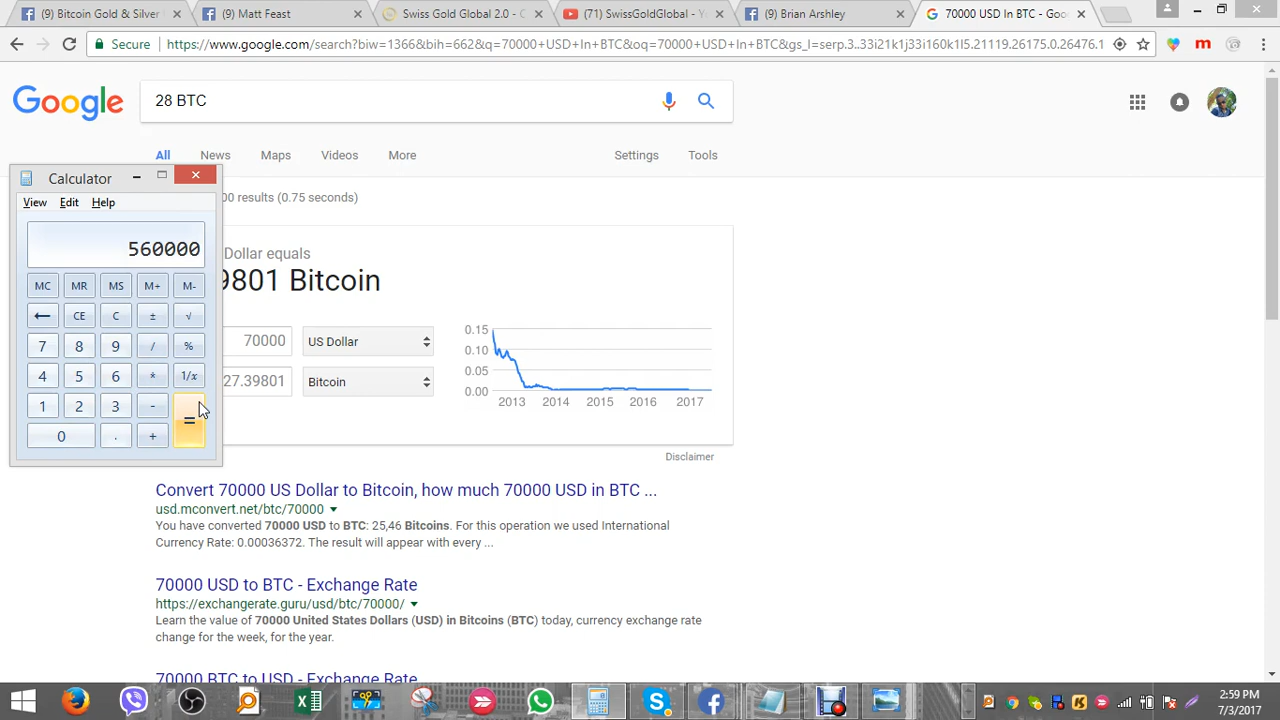 (9) Bitcoin Gold & Silver
(9) Matt Feast
Swiss Gold Global 2.0 -
(71) SwissGoldGlobal - Yo
(9) Brian Arshley
70000 USD In BTC - Goo
Secure
https://www.google.com/search?biw=1366&bih=662&q=70000+USD+In+BTC&oq=70000+USD+In+BTC&gs_l=serp.3..33i21k1j33i160k1l5.21119.26175.0.26476.1
m
Google
28 BTC
All
News
Maps
Videos
More
Settings
Tools
00 results (0.75 seconds)
Calculator
View Edit Help
560000
MC MR MS M+ M-
← CE C ± √
7 8 9 / %
4 5 6 * 1/x
1 2 3 - =
0 . +
Dollar equals
9801 Bitcoin
70000
US Dollar
27.39801
Bitcoin
0.15
0.10
0.05
0.00
2013 2014 2015 2016 2017
Disclaimer
Convert 70000 US Dollar to Bitcoin, how much 70000 USD in BTC ...
usd.mconvert.net/btc/70000
You have converted 70000 USD to BTC: 25,46 Bitcoins. For this operation we used International
Currency Rate: 0.00036372. The result will appear with every ...
70000 USD to BTC - Exchange Rate
https://exchangerate.guru/usd/btc/70000/
Learn the value of 70000 United States Dollars (USD) in Bitcoins (BTC) today, currency exchange rate
change for the week, for the year.
70000 BTC to USD - Exchange Rate
2:59 PM
7/3/2017